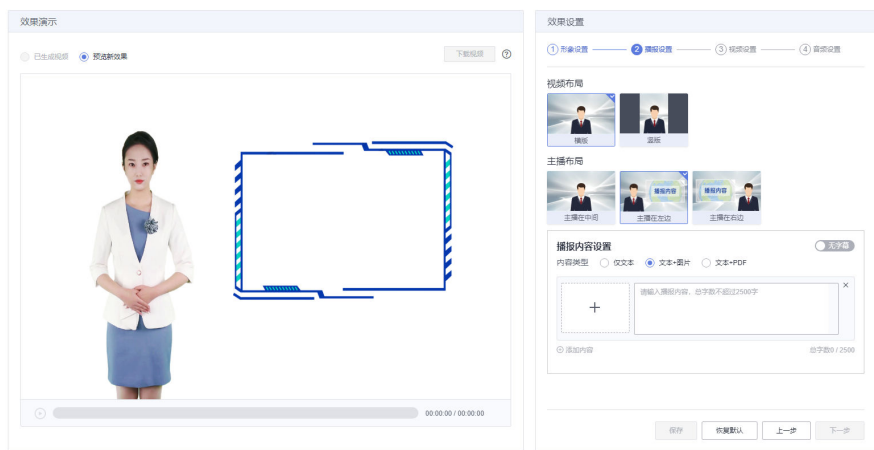 效果演示
已生成视频 预览新效果 下载视频
00:00:00 / 00:00:00
效果设置
1 形象设置 2 播报设置 3 视频设置 4 音频设置
视频布局
横版 竖版
主播布局
播报内容 播报内容
主播在中间 主播在左边 主播在右边
播报内容设置 无字幕
内容类型 仅文本 文本+图片 文本+PDF
请输入播报内容，总字数不超过2500字
添加内容 总字数0 / 2500
保存 恢复默认 上一步 下一步